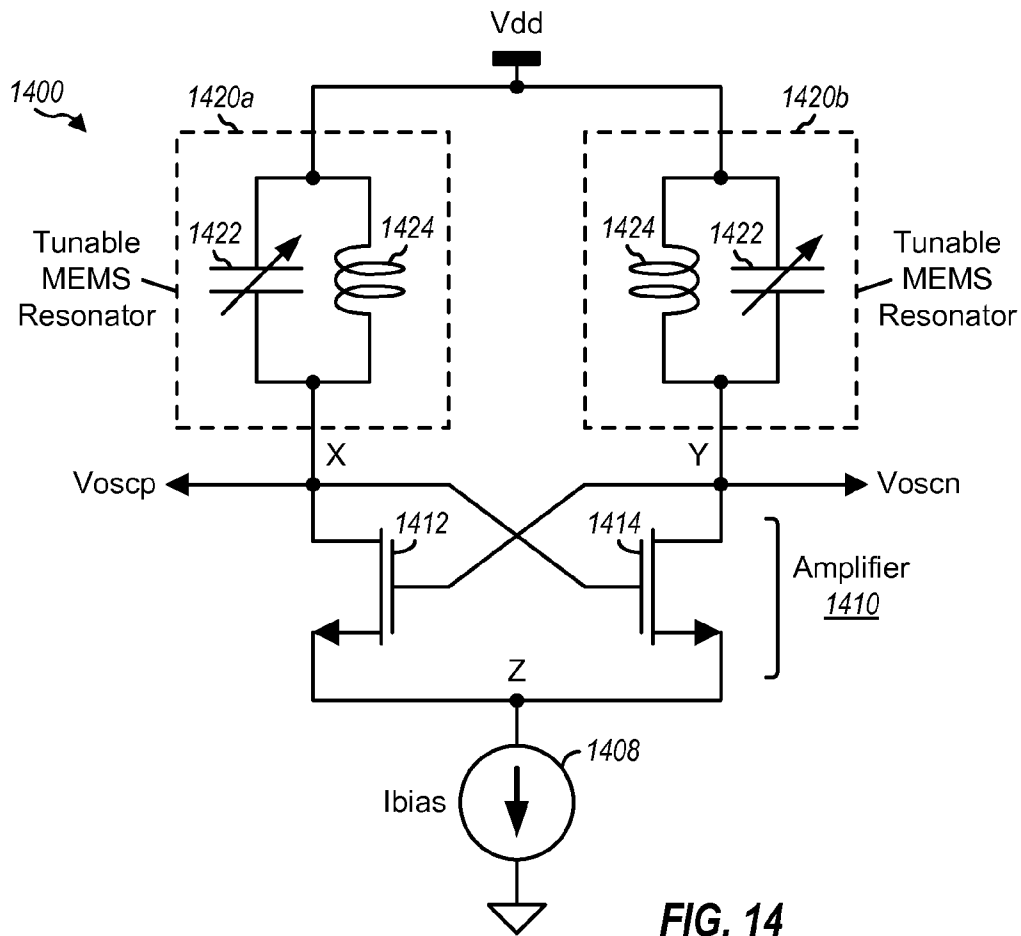 Vdd
1400
1420a
1420b
1422
1424
1424
1422
Tunable
MEMS
Resonator
Tunable
MEMS
Resonator
X
Y
Voscp
Voscn
1412
1414
Amplifier
1410
Z
1408
Ibias
FIG. 14